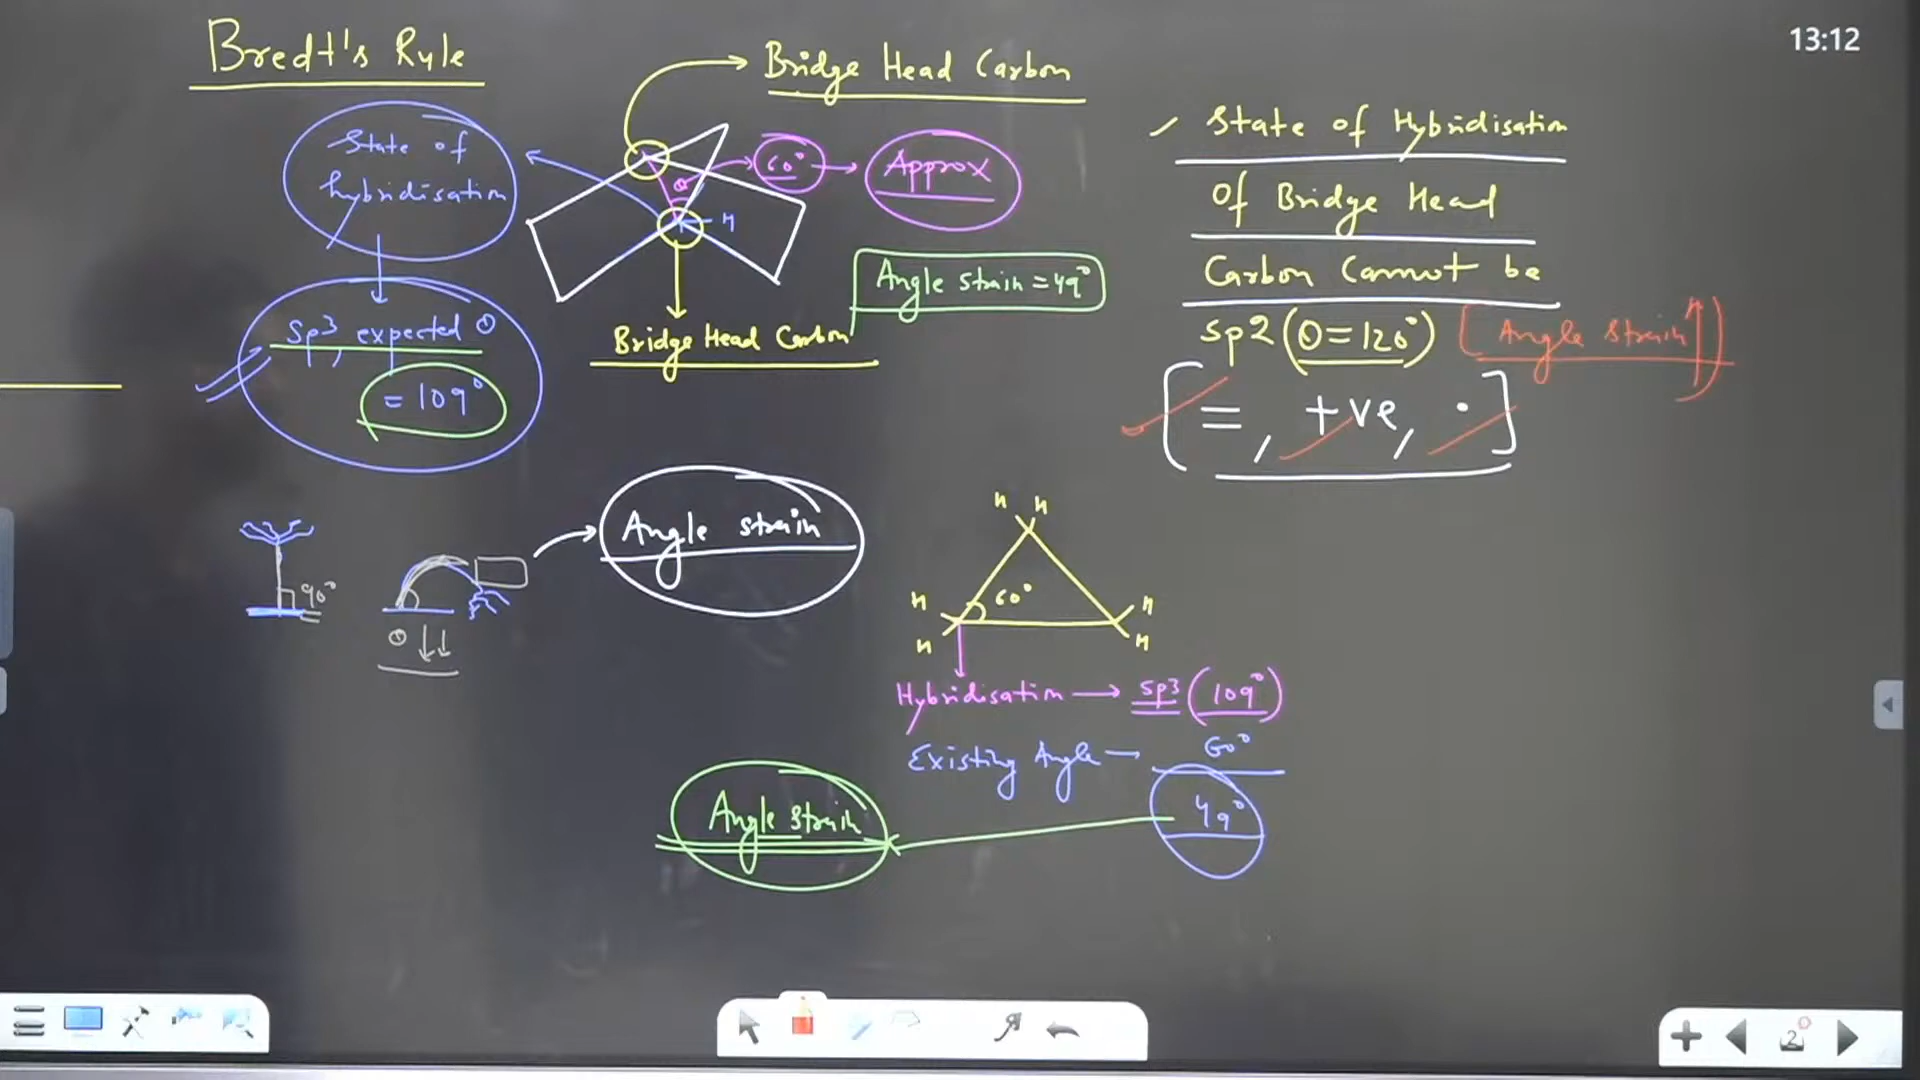 13:12
Bredt's Rule
Bridge Head Carbon
State of
hybridisation
θ
60°
Approx
H
Angle Strain = 49°
Bridge Head Carbon
sp3, expected θ
= 109°
✓ State of Hybridisation
Of Bridge Head
Carbon Cannot be
sp2 (θ=120°) (Angle Strain ↑)
[ = , +ve, · ]
90°
θ ↓↓
Angle strain
H H
H
60°
H
H
H
Hybridisation → sp3 (109°)
Existing Angle → 60°
49°
Angle Strain
2